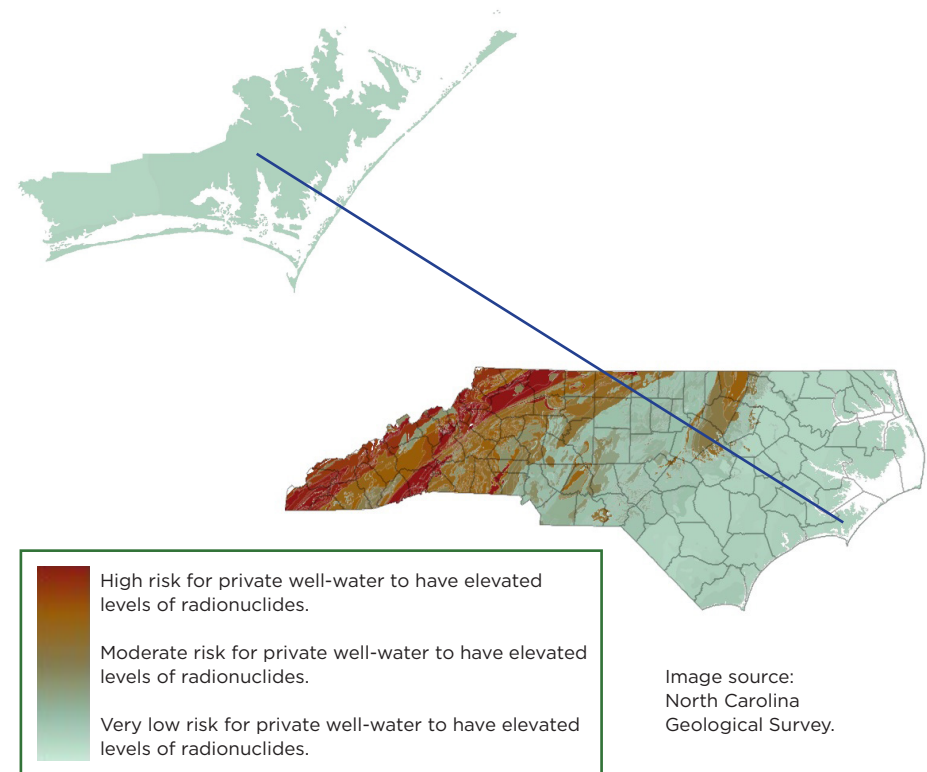 High risk for private well-water to have elevated
levels of radionuclides.
Moderate risk for private well-water to have elevated
levels of radionuclides.
Very low risk for private well-water to have elevated
levels of radionuclides.
Image source:
North Carolina
Geological Survey.